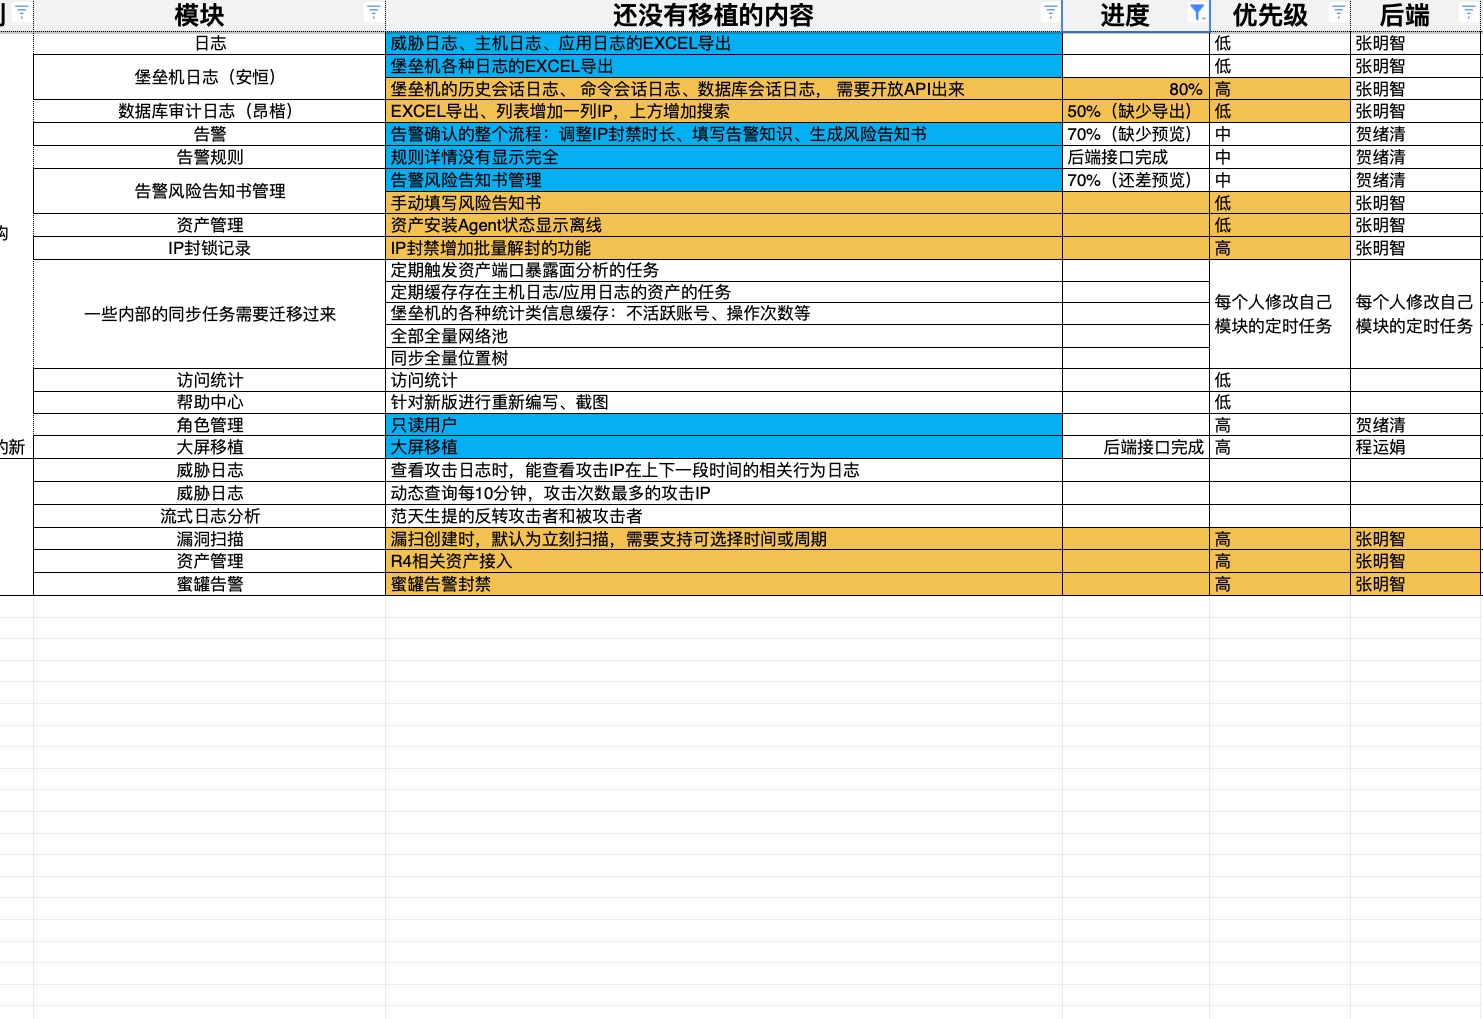 模块 还没有移植的内容 进度 优先级 后端
日志 威胁日志、主机日志、应用日志的EXCEL导出 低 张明智
堡垒机日志（安恒） 堡垒机各种日志的EXCEL导出 低 张明智
堡垒机的历史会话日志、 命令会话日志、数据库会话日志， 需要开放API出来 80% 高 张明智
数据库审计日志（昂楷） EXCEL导出、列表增加一列IP，上方增加搜索 50%（缺少导出） 低 张明智
告警 告警确认的整个流程：调整IP封禁时长、填写告警知识、生成风险告知书 70%（缺少预览） 中 贺绪清
告警规则 规则详情没有显示完全 后端接口完成 中 贺绪清
告警风险告知书管理 告警风险告知书管理 70%（还差预览） 中 贺绪清
手动填写风险告知书 低 张明智
购
资产管理 资产安装Agent状态显示离线 低 张明智
IP封锁记录 IP封禁增加批量解封的功能 高 张明智
一些内部的同步任务需要迁移过来 定期触发资产端口暴露面分析的任务
定期缓存存在主机日志/应用日志的资产的任务
堡垒机的各种统计类信息缓存：不活跃账号、操作次数等
全部全量网络池
同步全量位置树
每个人修改自己
模块的定时任务
每个人修改自己
模块的定时任务
访问统计 访问统计 低
帮助中心 针对新版进行重新编写、截图 低
角色管理 只读用户 高 贺绪清
的新 大屏移植 大屏移植 后端接口完成 高 程运娟
威胁日志 查看攻击日志时，能查看攻击IP在上下一段时间的相关行为日志
威胁日志 动态查询每10分钟，攻击次数最多的攻击IP
流式日志分析 范天生提的反转攻击者和被攻击者
漏洞扫描 漏扫创建时，默认为立刻扫描，需要支持可选择时间或周期 高 张明智
资产管理 R4相关资产接入 高 张明智
蜜罐告警 蜜罐告警封禁 高 张明智